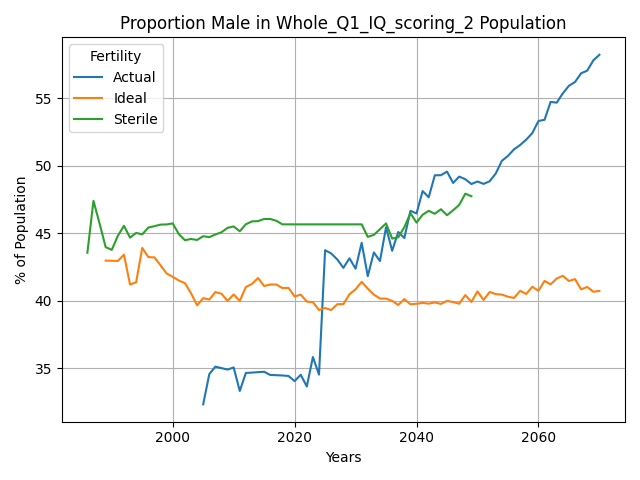 Proportion Male in Whole_Q1_IQ_scoring_2 Population
Fertility
Actual
Ideal
Sterile
% of Population
55
50
45
40
35
2000
2020
2040
2060
Years